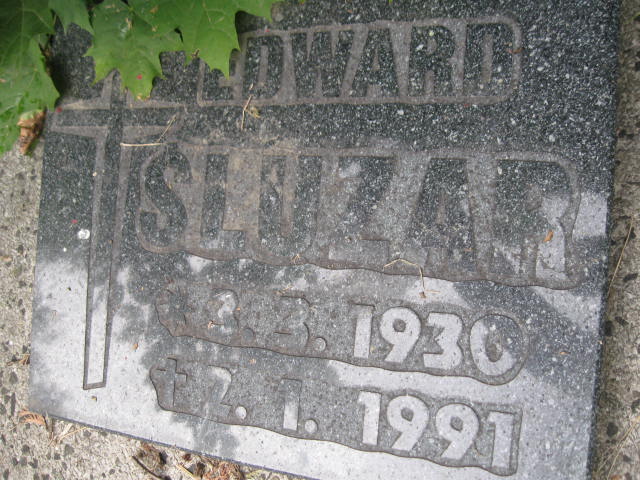 EDWARD
SLUZAR
* 3. 3. 1930
† 2. 1. 1991